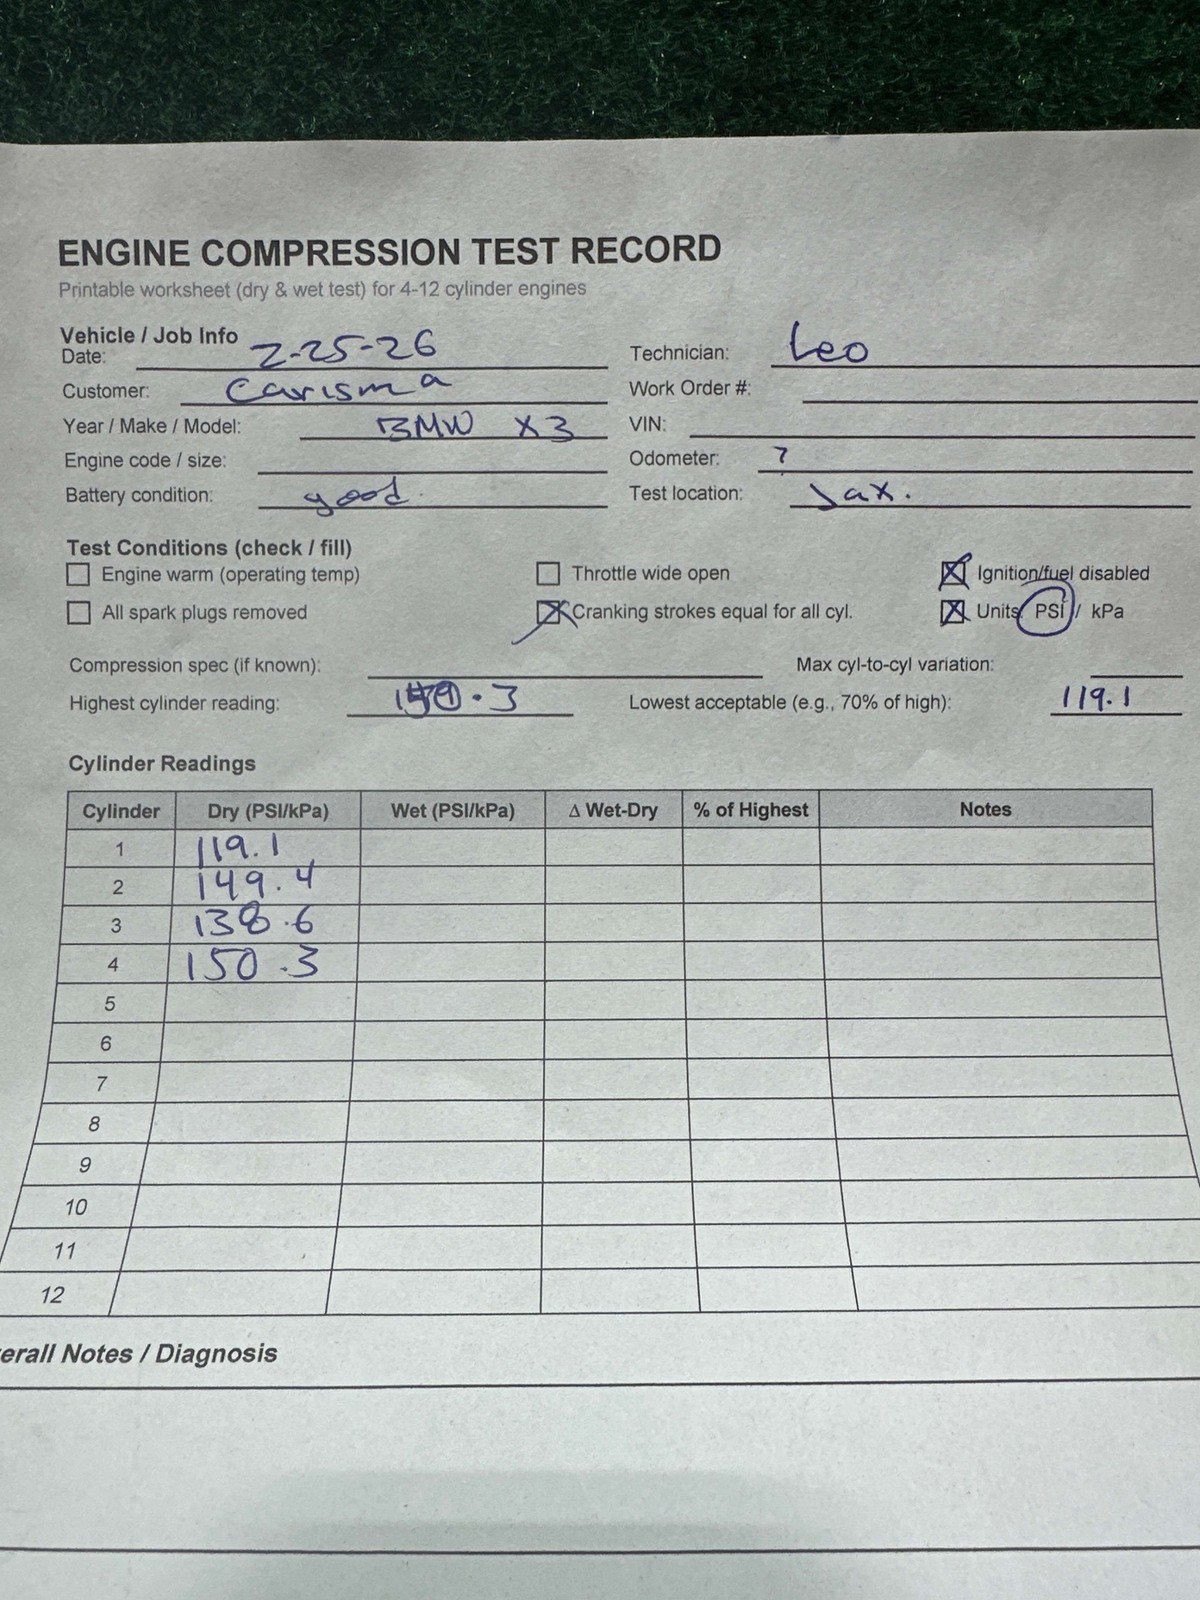 ENGINE COMPRESSION TEST RECORD
Printable worksheet (dry & wet test) for 4-12 cylinder engines
Vehicle / Job Info
Date: 2-25-26 Technician: Leo
Customer: Carisma Work Order #:
Year / Make / Model: BMW X3 VIN:
Engine code / size: Odometer: ?
Battery condition: good. Test location: Jax.
Test Conditions (check / fill)
Engine warm (operating temp) Throttle wide open Ignition/fuel disabled
All spark plugs removed Cranking strokes equal for all cyl. Units PSI / kPa
Compression spec (if known): Max cyl-to-cyl variation:
Highest cylinder reading: Lowest acceptable (e.g., 70% of high): 119.1
Cylinder Readings
Cylinder Dry (PSI/kPa) Wet (PSI/kPa) Δ Wet-Dry % of Highest Notes
1 119.1
2 149.4
3 138.6
4 150.3
5
6
7
8
9
10
11
12
erall Notes / Diagnosis